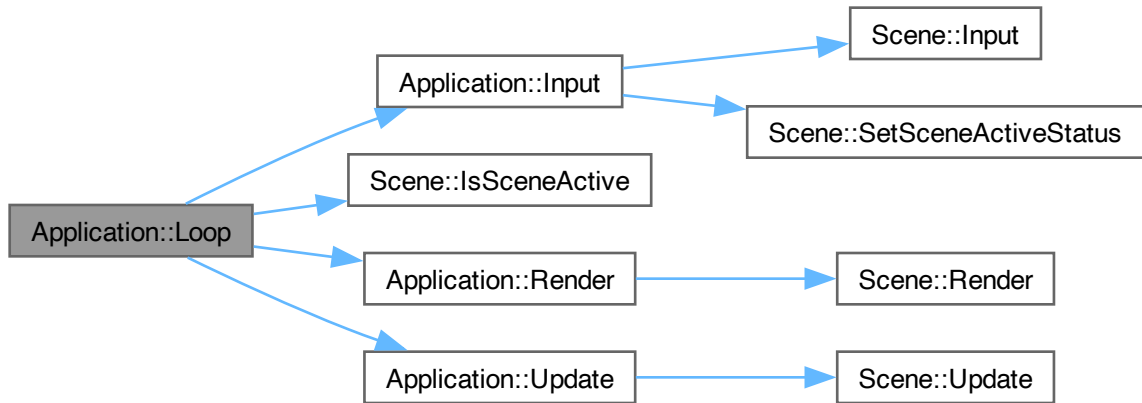 Application::Loop
Application::Input
Scene::Input
Scene::SetSceneActiveStatus
Scene::IsSceneActive
Application::Render
Scene::Render
Application::Update
Scene::Update